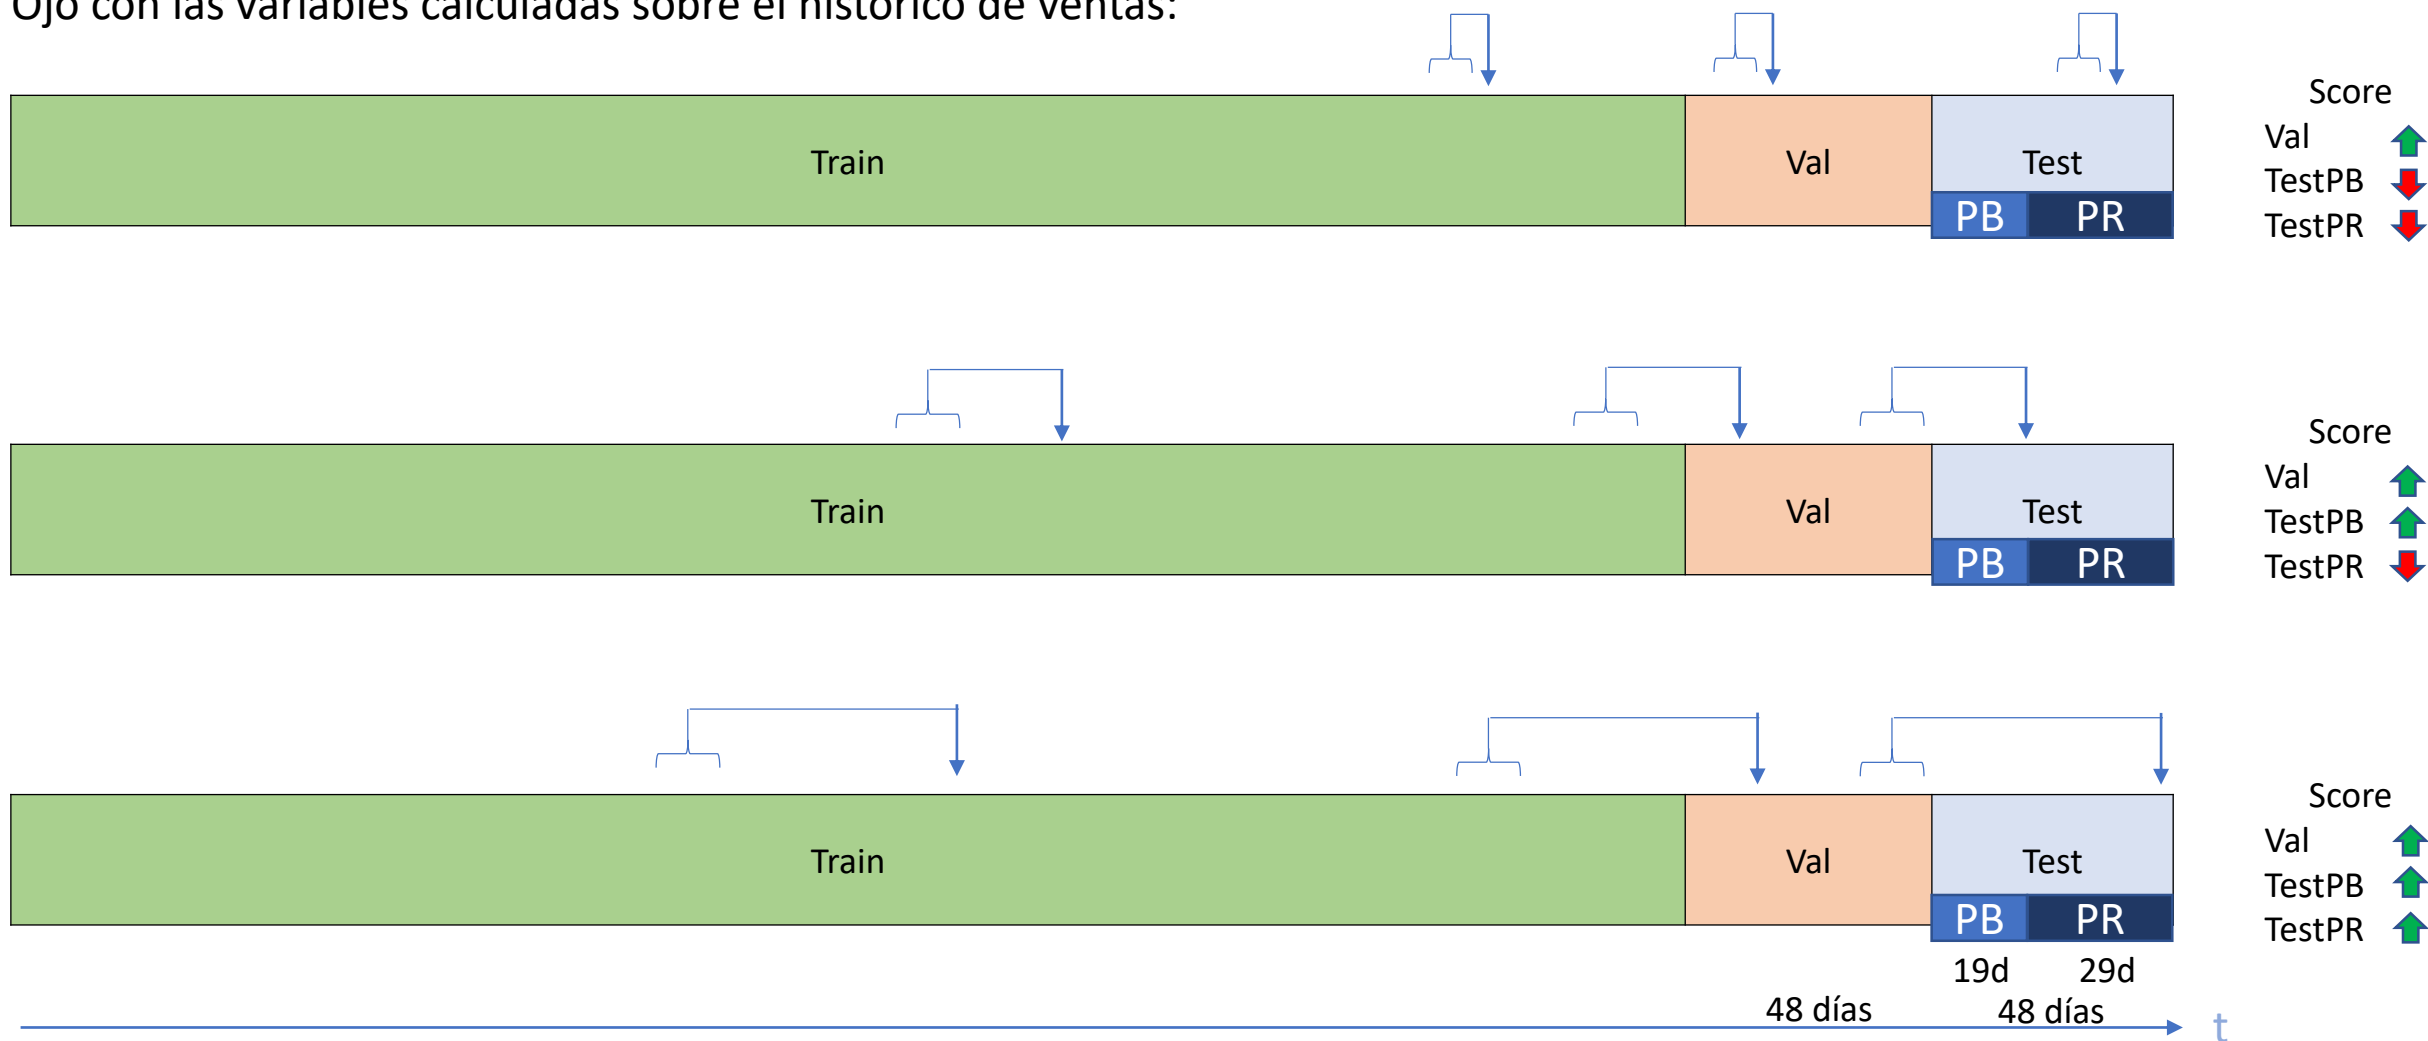 Ojo con las variables calculadas sobre el histórico de ventas:
Train
Val
Test
PB
PR
Score
Val
TestPB
TestPR
Train
Val
Test
PB
PR
Score
Val
TestPB
TestPR
Train
Val
Test
PB
PR
Score
Val
TestPB
TestPR
19d
29d
48 días
48 días
t